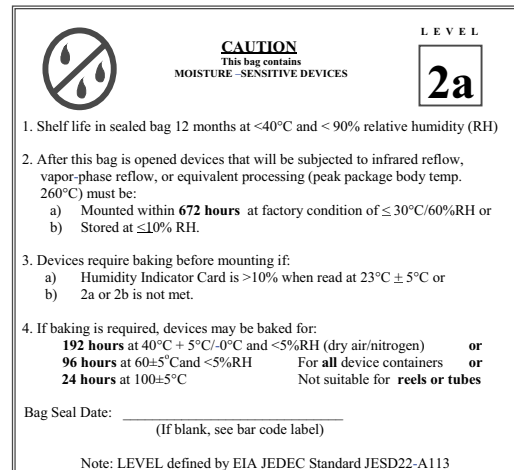 LEVEL
CAUTION
This bag contains
MOISTURE –SENSITIVE DEVICES
2a
1. Shelf life in sealed bag 12 months at <40°C and < 90% relative humidity (RH)
2. After this bag is opened devices that will be subjected to infrared reflow,
vapor-phase reflow, or equivalent processing (peak package body temp.
260°C) must be:
a) Mounted within 672 hours at factory condition of ≤ 30°C/60%RH or
b) Stored at ≤10% RH.
3. Devices require baking before mounting if:
a) Humidity Indicator Card is >10% when read at 23°C ± 5°C or
b) 2a or 2b is not met.
4. If baking is required, devices may be baked for:
192 hours at 40°C + 5°C/-0°C and <5%RH (dry air/nitrogen) or
96 hours at 60±5°Cand <5%RH For all device containers or
24 hours at 100±5°C Not suitable for reels or tubes
Bag Seal Date: ______________________________
(If blank, see bar code label)
Note: LEVEL defined by EIA JEDEC Standard JESD22-A113